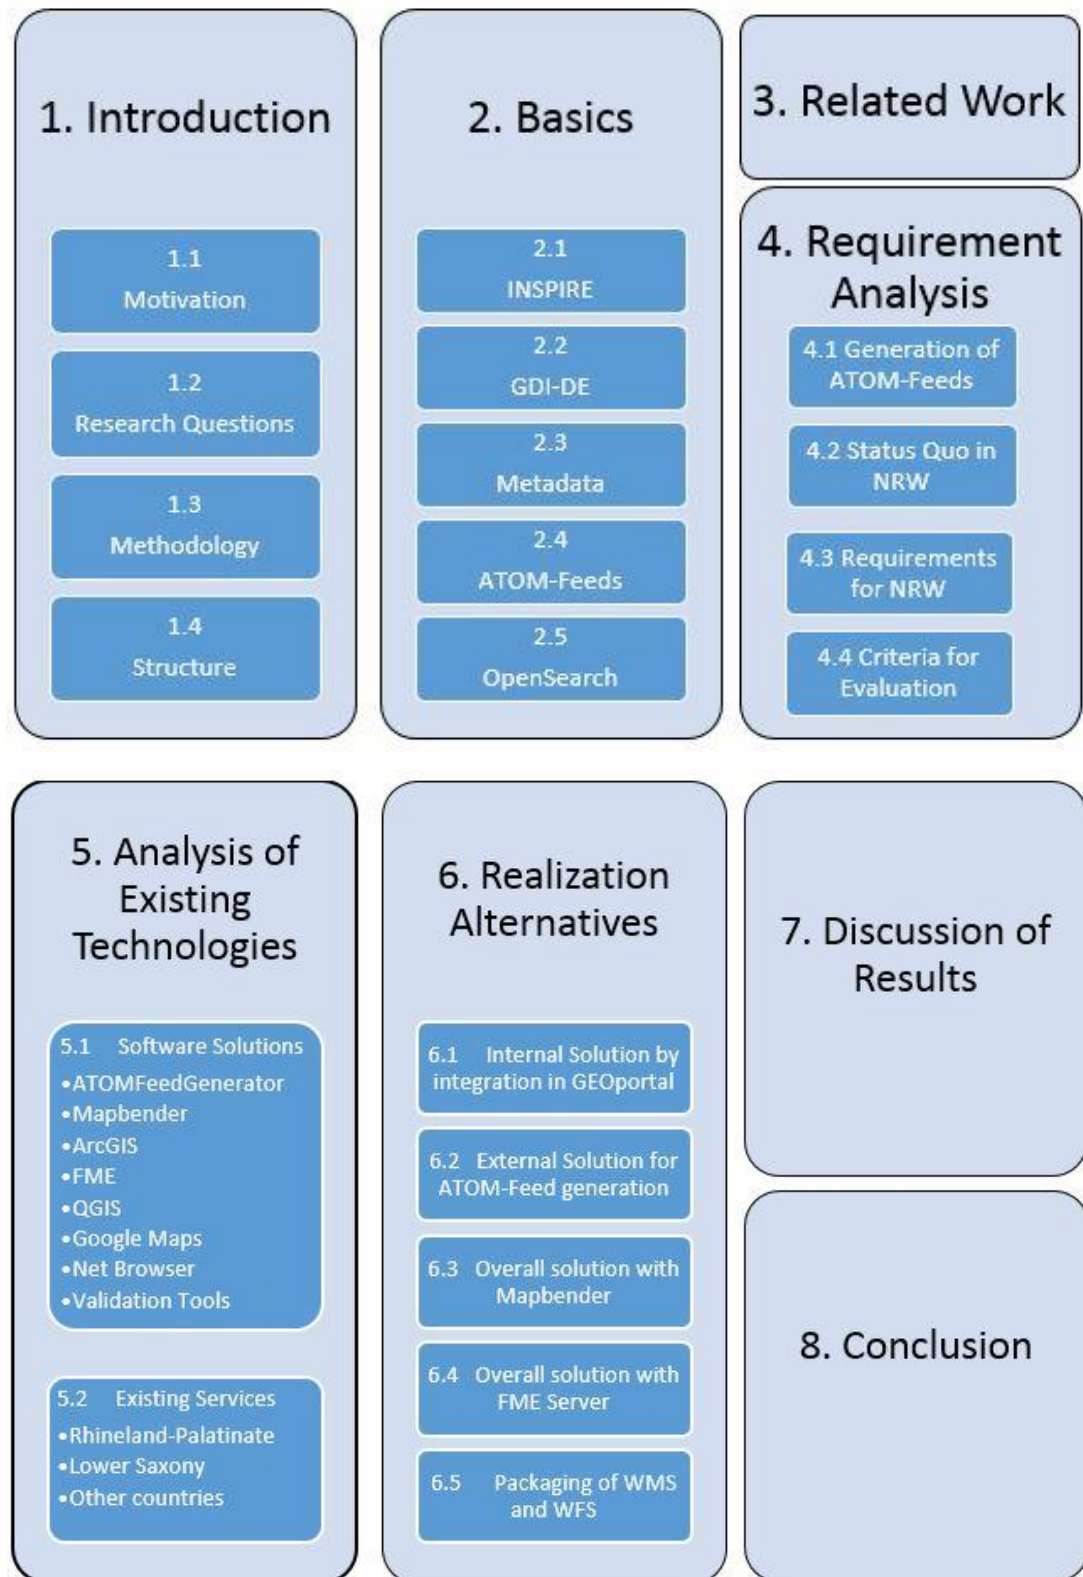 1. Introduction
1.1
Motivation
1.2
Research Questions
1.3
Methodology
1.4
Structure
2. Basics
2.1
INSPIRE
2.2
GDI-DE
2.3
Metadata
2.4
ATOM-Feeds
2.5
OpenSearch
3. Related Work
4. Requirement
Analysis
4.1 Generation of
ATOM-Feeds
4.2 Status Quo in
NRW
4.3 Requirements
for NRW
4.4 Criteria for
Evaluation
5. Analysis of
Existing
Technologies
5.1 Software Solutions
•ATOMFeedGenerator
•Mapbender
•ArcGIS
•FME
•QGIS
•Google Maps
•Net Browser
•Validation Tools
5.2 Existing Services
•Rhineland-Palatinate
•Lower Saxony
•Other countries
6. Realization
Alternatives
6.1 Internal Solution by
integration in GEOportal
6.2 External Solution for
ATOM-Feed generation
6.3 Overall solution with
Mapbender
6.4 Overall solution with
FME Server
6.5 Packaging of WMS
and WFS
7. Discussion of
Results
8. Conclusion